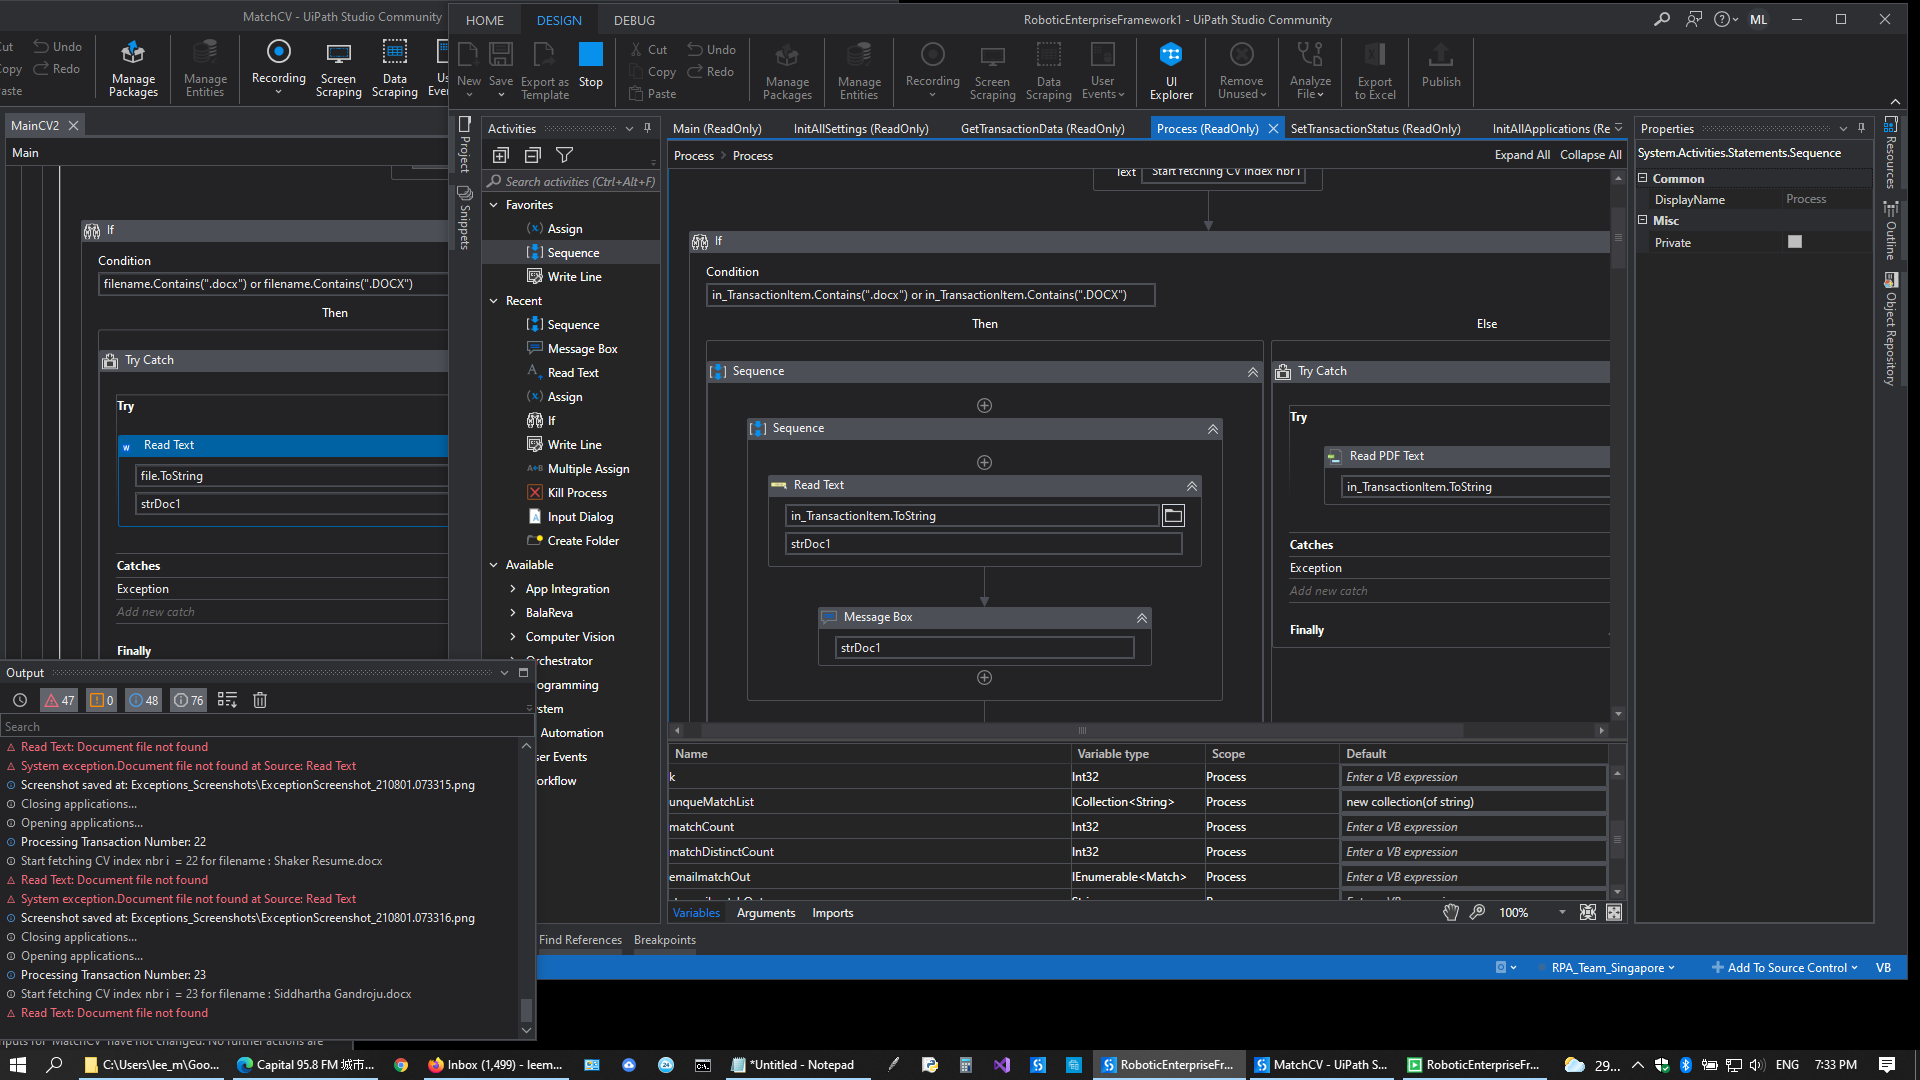 MatchCV - UiPath Studio Community
Undo
Redo
Manage Packages
Manage Entities
Recording
Screen Scraping
Data Scraping
MainCV2
Main
If
Condition
filename.Contains(".docx") or filename.Contains(".DOCX")
Then
Try Catch
Try
Read Text
file.ToString
strDoc1
Catches
Exception
Add new catch
Finally
HOME
DESIGN
DEBUG
RoboticEnterpriseFramework1 - UiPath Studio Community
ML
New
Save
Export as Template
Stop
Cut
Copy
Paste
Undo
Redo
Manage Packages
Manage Entities
Recording
Screen Scraping
Data Scraping
User Events
UI Explorer
Remove Unused
Analyze File
Export to Excel
Publish
Project
Snippets
Activities
Search activities (Ctrl+Alt+F)
Favorites
Assign
Sequence
Write Line
Recent
Sequence
Message Box
Read Text
Assign
If
Write Line
Multiple Assign
Kill Process
Input Dialog
Create Folder
Available
App Integration
BalaReva
Computer Vision
Orchestrator
ogramming
stem
Automation
ser Events
orkflow
Main (ReadOnly)
InitAllSettings (ReadOnly)
GetTransactionData (ReadOnly)
Process (ReadOnly)
SetTransactionStatus (ReadOnly)
InitAllApplications (Re
Process > Process
Expand All
Collapse All
Text
Start fetching CV index nbr i
If
Condition
in_TransactionItem.Contains(".docx") or in_TransactionItem.Contains(".DOCX")
Then
Else
Sequence
Sequence
Read Text
in_TransactionItem.ToString
strDoc1
Message Box
strDoc1
Try Catch
Try
Read PDF Text
in_TransactionItem.ToString
Catches
Exception
Add new catch
Finally
Properties
System.Activities.Statements.Sequence
Common
DisplayName Process
Misc
Private
Resources
Outline
Object Repository
Name Variable type Scope Default
k Int32 Process Enter a VB expression
unqueMatchList ICollection<String> Process new collection(of string)
matchCount Int32 Process Enter a VB expression
matchDistinctCount Int32 Process Enter a VB expression
emailmatchOut IEnumerable<Match> Process Enter a VB expression
Variables
Arguments
Imports
100%
Find References
Breakpoints
RPA_Team_Singapore
Add To Source Control
VB
Output
47
0
48
76
Search
Read Text: Document file not found
System exception.Document file not found at Source: Read Text
Screenshot saved at: Exceptions_Screenshots\ExceptionScreenshot_210801.073315.png
Closing applications...
Opening applications...
Processing Transaction Number: 22
Start fetching CV index nbr i = 22 for filename : Shaker Resume.docx
Read Text: Document file not found
System exception.Document file not found at Source: Read Text
Screenshot saved at: Exceptions_Screenshots\ExceptionScreenshot_210801.073316.png
Closing applications...
Opening applications...
Processing Transaction Number: 23
Start fetching CV index nbr i = 23 for filename : Siddhartha Gandroju.docx
Read Text: Document file not found
C:\Users\lee_m\Goo...
Capital 95.8 FM 城市...
Inbox (1,499) - leem...
*Untitled - Notepad
RoboticEnterpriseFr...
MatchCV - UiPath S...
RoboticEnterpriseFr...
29...
ENG
7:33 PM